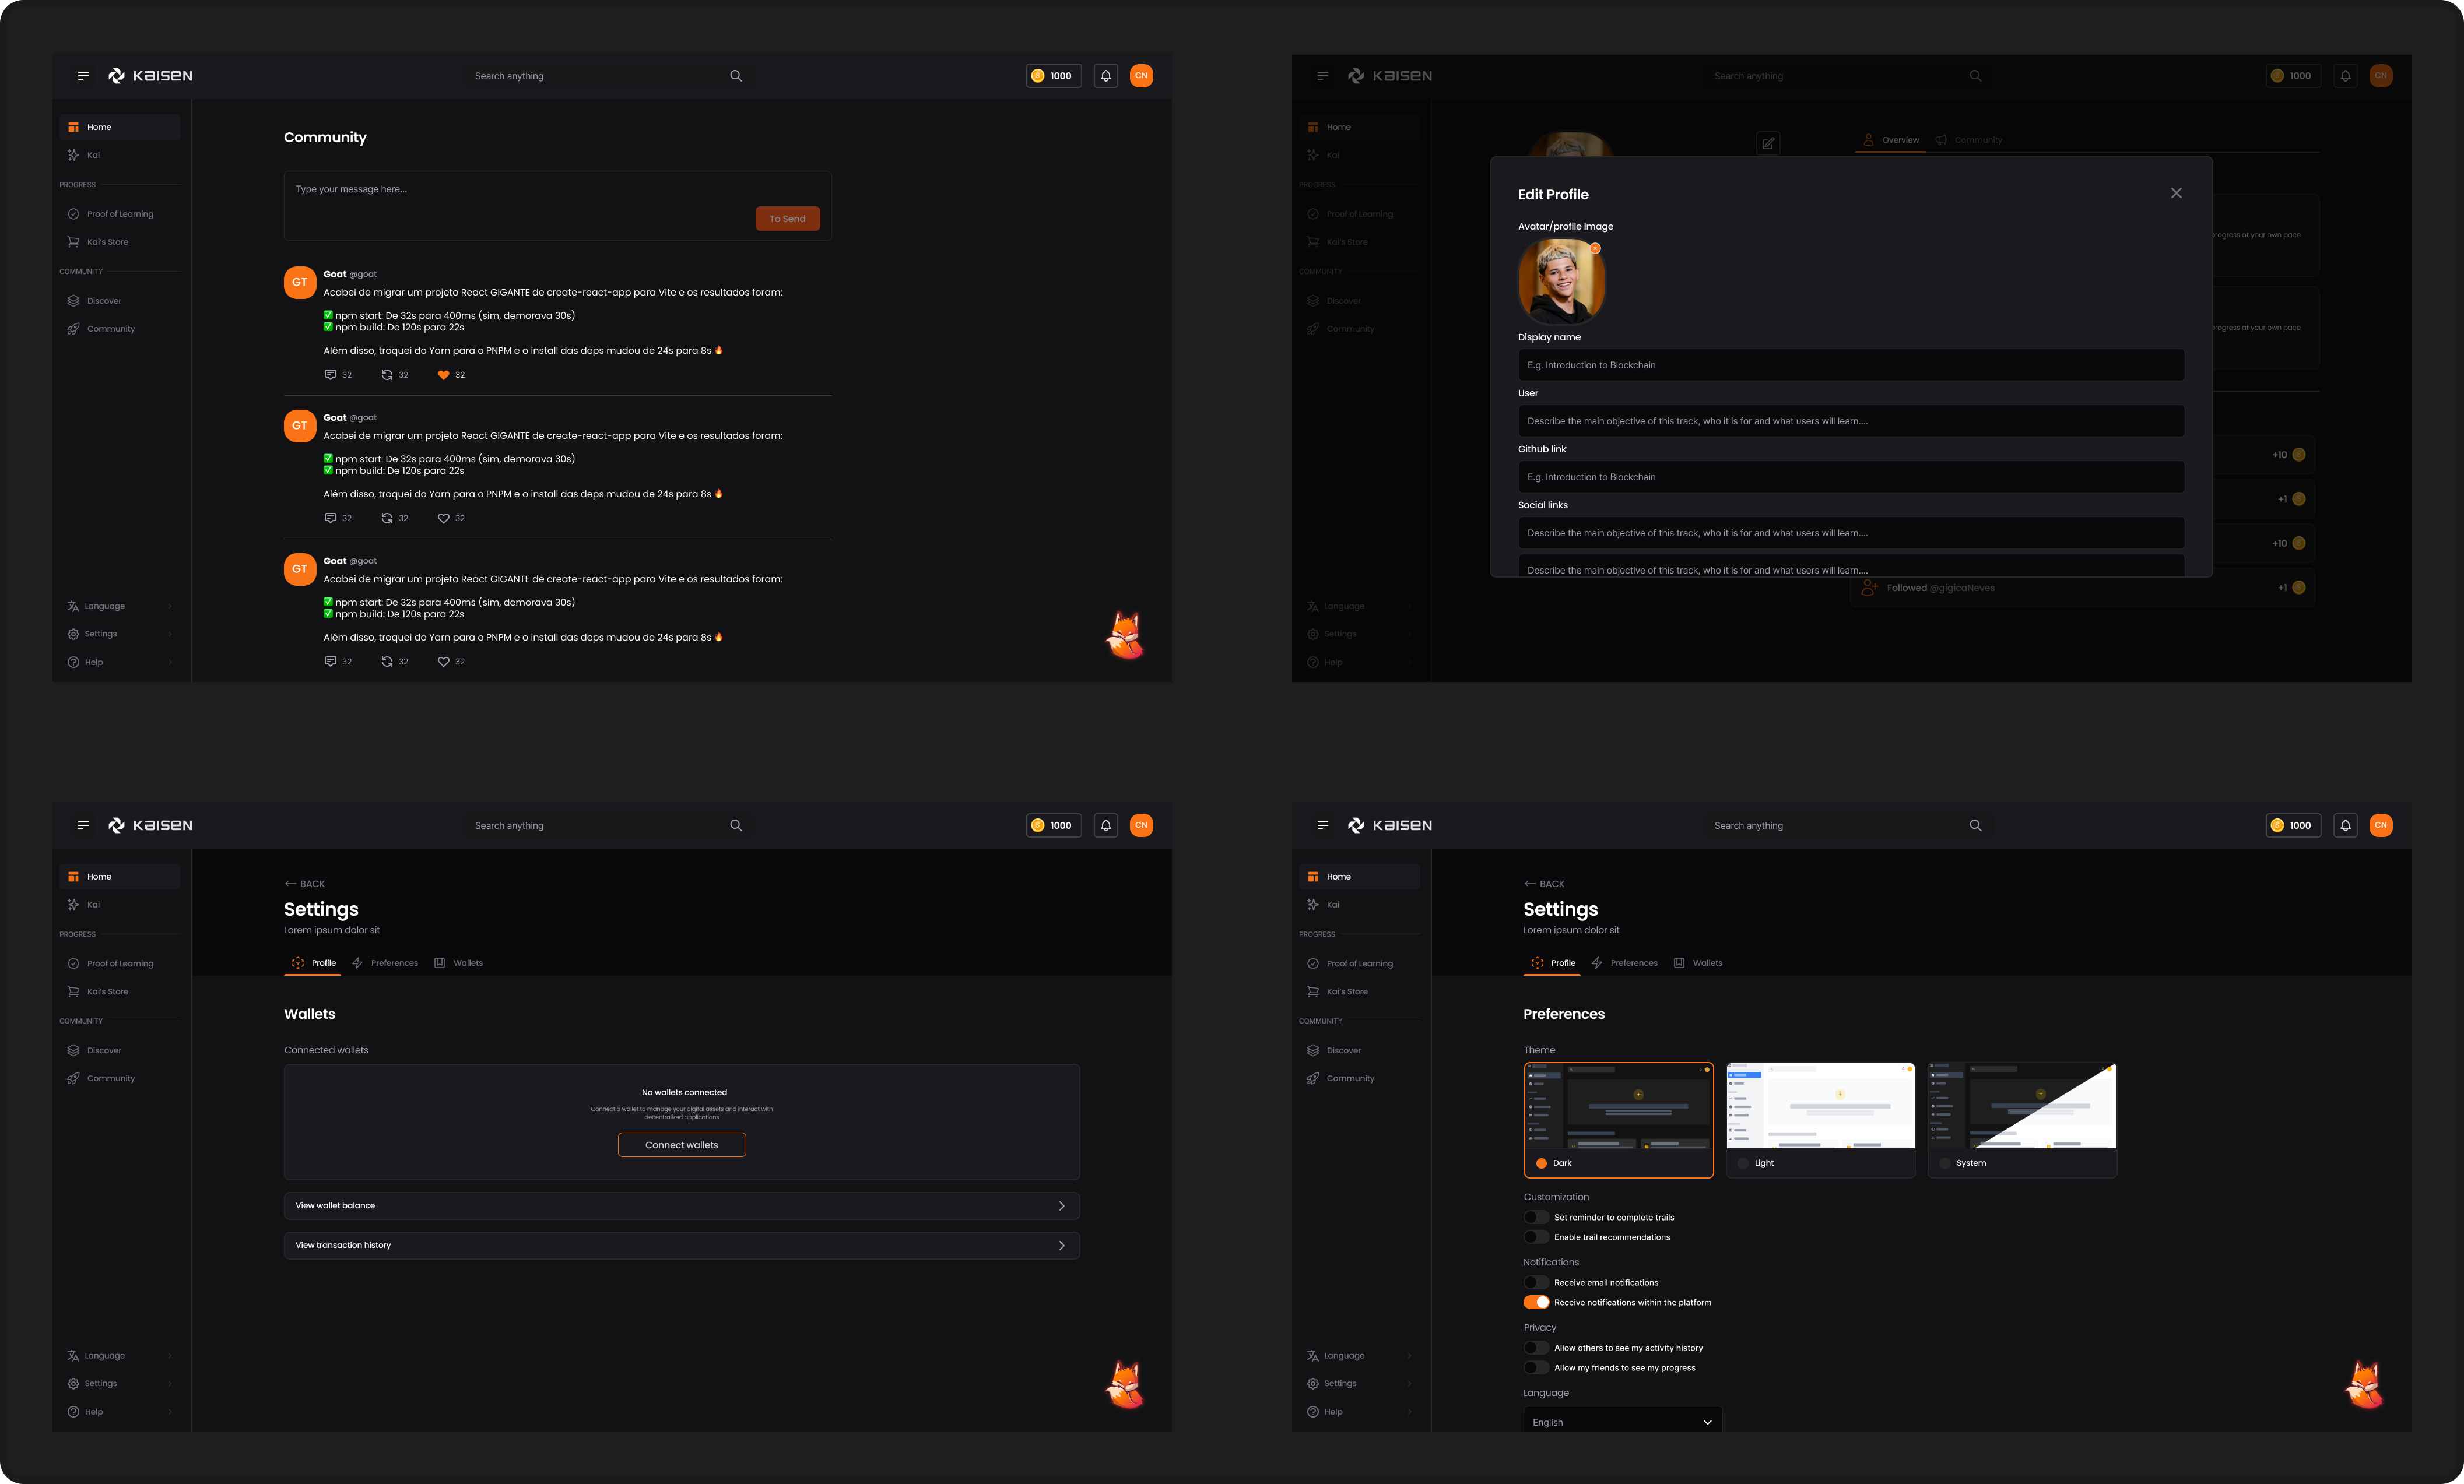 KAISEN
Search anything
1000
CN
Home
Kai
PROGRESS
Proof of Learning
Kai's Store
COMMUNITY
Discover
Community
Language
Settings
Help
Community
Type your message here...
To Send
GT
Goat @goat
Acabei de migrar um projeto React GIGANTE de create-react-app para Vite e os resultados foram:
✅ npm start: De 32s para 400ms (sim, demorava 30s)
✅ npm build: De 120s para 22s
Além disso, troquei do Yarn para o PNPM e o install das deps mudou de 24s para 8s 🔥
32 32 32
GT
Goat @goat
Acabei de migrar um projeto React GIGANTE de create-react-app para Vite e os resultados foram:
✅ npm start: De 32s para 400ms (sim, demorava 30s)
✅ npm build: De 120s para 22s
Além disso, troquei do Yarn para o PNPM e o install das deps mudou de 24s para 8s 🔥
32 32 32
GT
Goat @goat
Acabei de migrar um projeto React GIGANTE de create-react-app para Vite e os resultados foram:
✅ npm start: De 32s para 400ms (sim, demorava 30s)
✅ npm build: De 120s para 22s
Além disso, troquei do Yarn para o PNPM e o install das deps mudou de 24s para 8s 🔥
32 32 32
KAISEN
Search anything
1000
CN
Home
Kai
PROGRESS
Proof of Learning
Kai's Store
COMMUNITY
Discover
Community
Language
Settings
Help
Overview
Community
Edit Profile
Avatar/profile image
Display name
E.g. Introduction to Blockchain
User
Describe the main objective of this track, who it is for and what users will learn....
Github link
E.g. Introduction to Blockchain
Social links
Describe the main objective of this track, who it is for and what users will learn....
Describe the main objective of this track, who it is for and what users will learn....
progress at your own pace
progress at your own pace
+10
+1
+10
Followed @gigicaNeves
+1
KAISEN
Search anything
1000
CN
Home
Kai
PROGRESS
Proof of Learning
Kai's Store
COMMUNITY
Discover
Community
Language
Settings
Help
← BACK
Settings
Lorem ipsum dolor sit
Profile
Preferences
Wallets
Wallets
Connected wallets
No wallets connected
Connect a wallet to manage your digital assets and interact with
decentralized applications
Connect wallets
View wallet balance
View transaction history
KAISEN
Search anything
1000
CN
Home
Kai
PROGRESS
Proof of Learning
Kai's Store
COMMUNITY
Discover
Community
Language
Settings
Help
← BACK
Settings
Lorem ipsum dolor sit
Profile
Preferences
Wallets
Preferences
Theme
Dark
Light
System
Customization
Set reminder to complete trails
Enable trail recommendations
Notifications
Receive email notifications
Receive notifications within the platform
Privacy
Allow others to see my activity history
Allow my friends to see my progress
Language
English